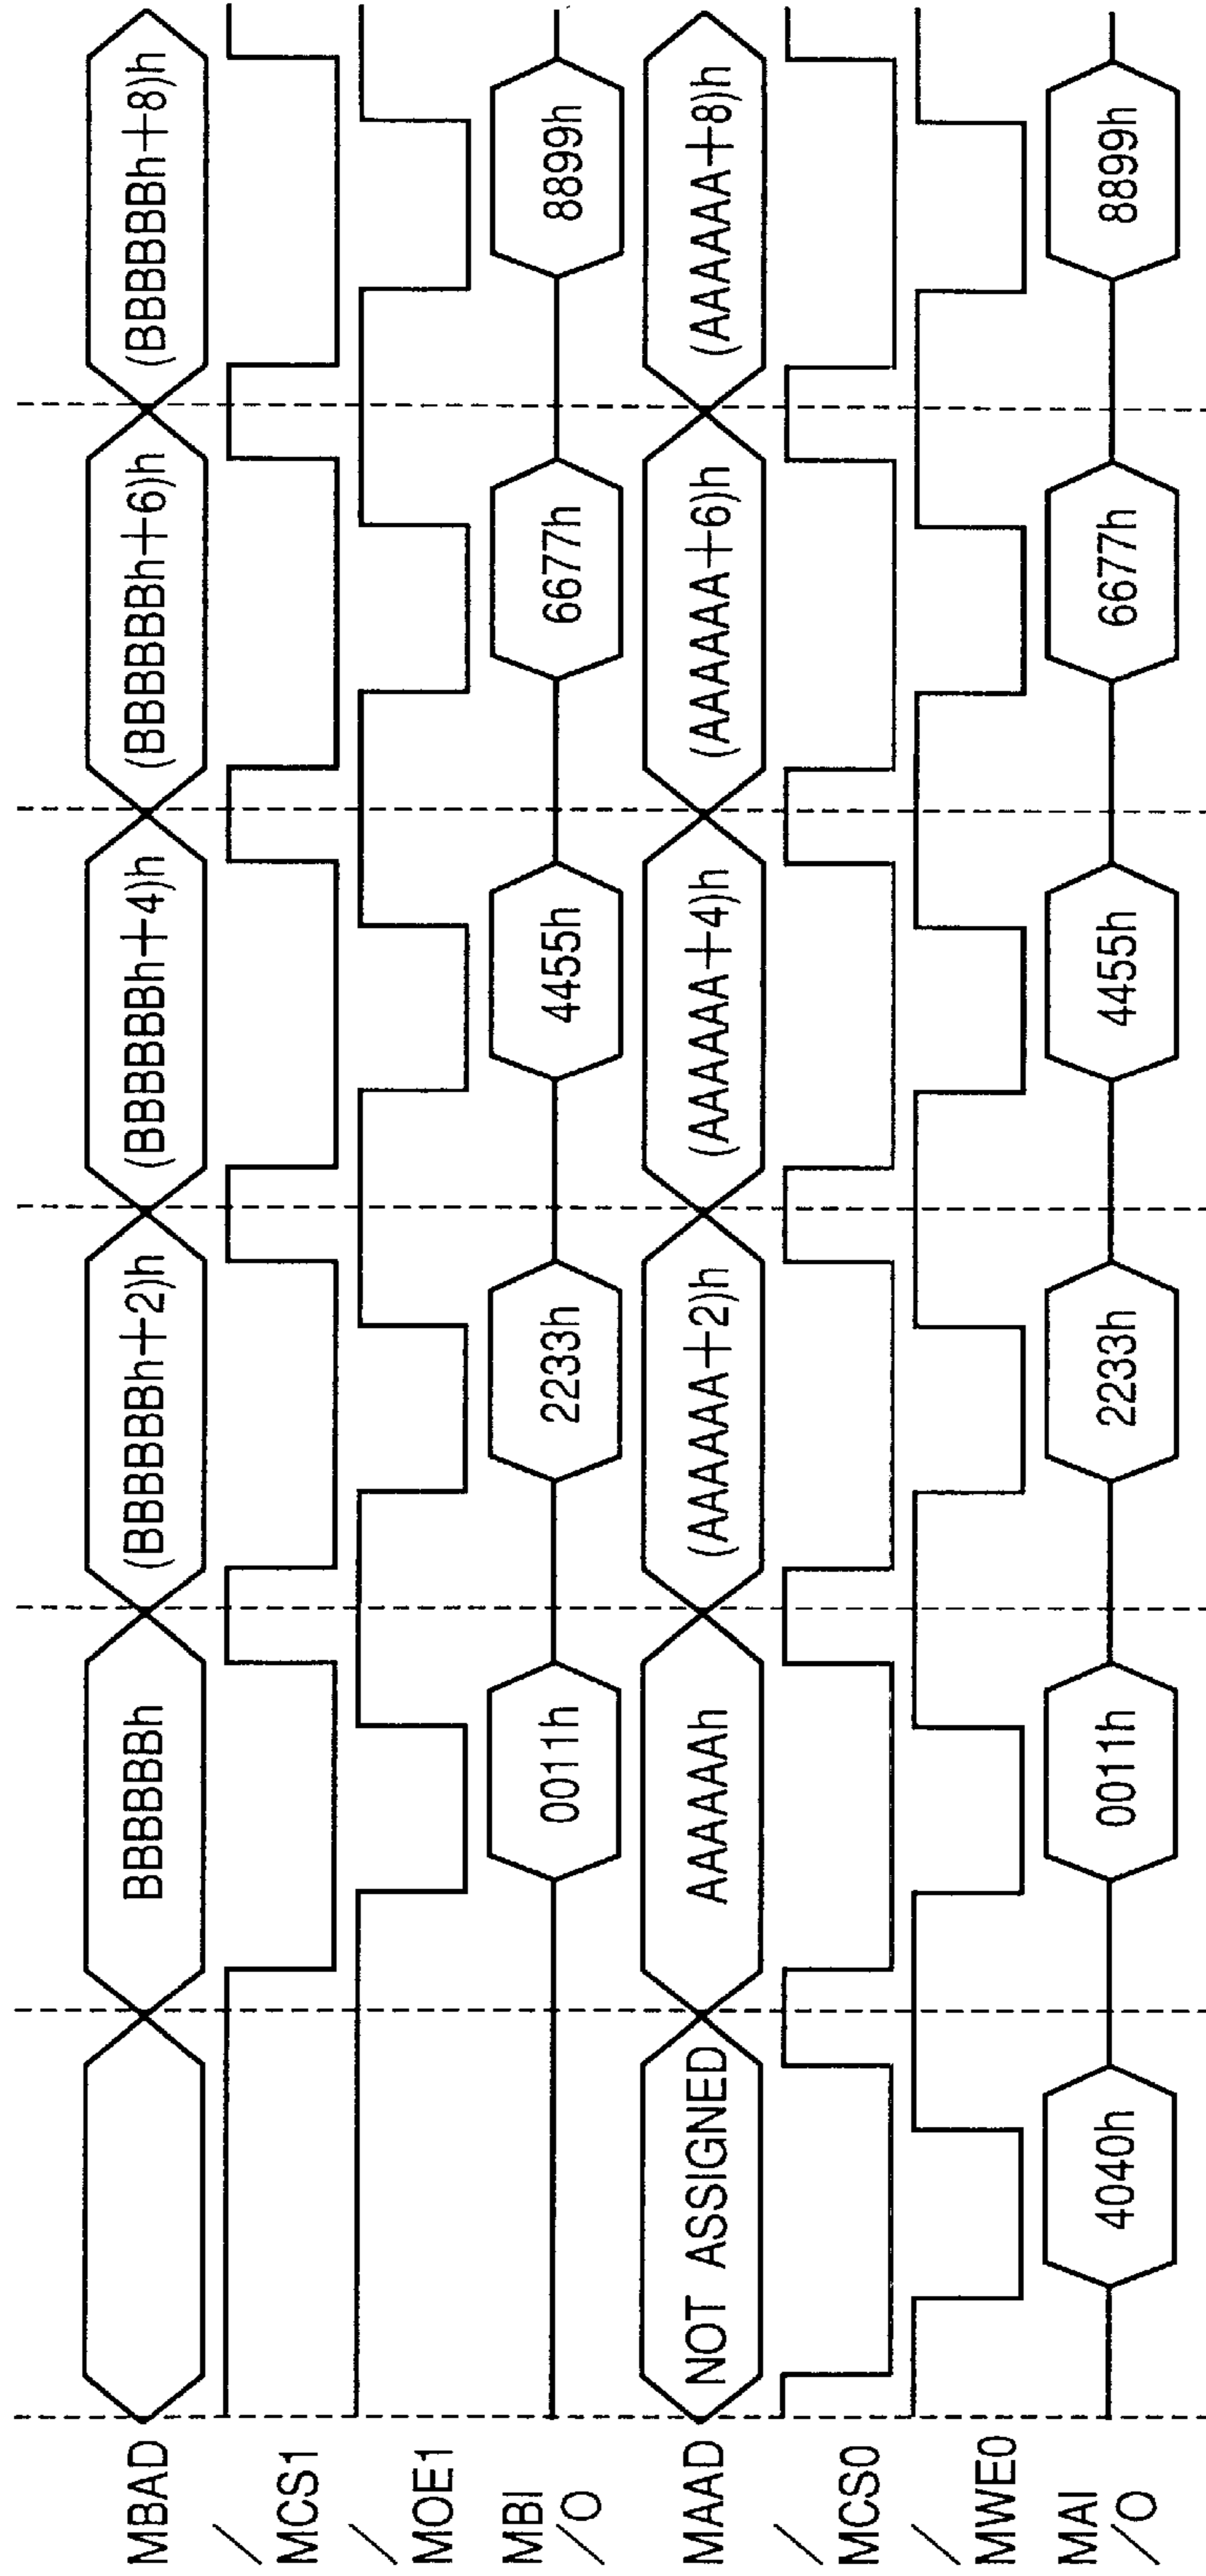 MBAD BBBBBBh (BBBBBBh+2)h (BBBBBBh+4)h (BBBBBBh+6)h (BBBBBBh+8)h
/
MCS1
/
MOE1
MBI
/O 0011h 2233h 4455h 6677h 8899h
MAAD NOT ASSIGNED AAAAAAh (AAAAAA+2)h (AAAAAA+4)h (AAAAAA+6)h (AAAAAA+8)h
/
MCS0
/
MWE0
MAI
/O 4040h 0011h 2233h 4455h 6677h 8899h